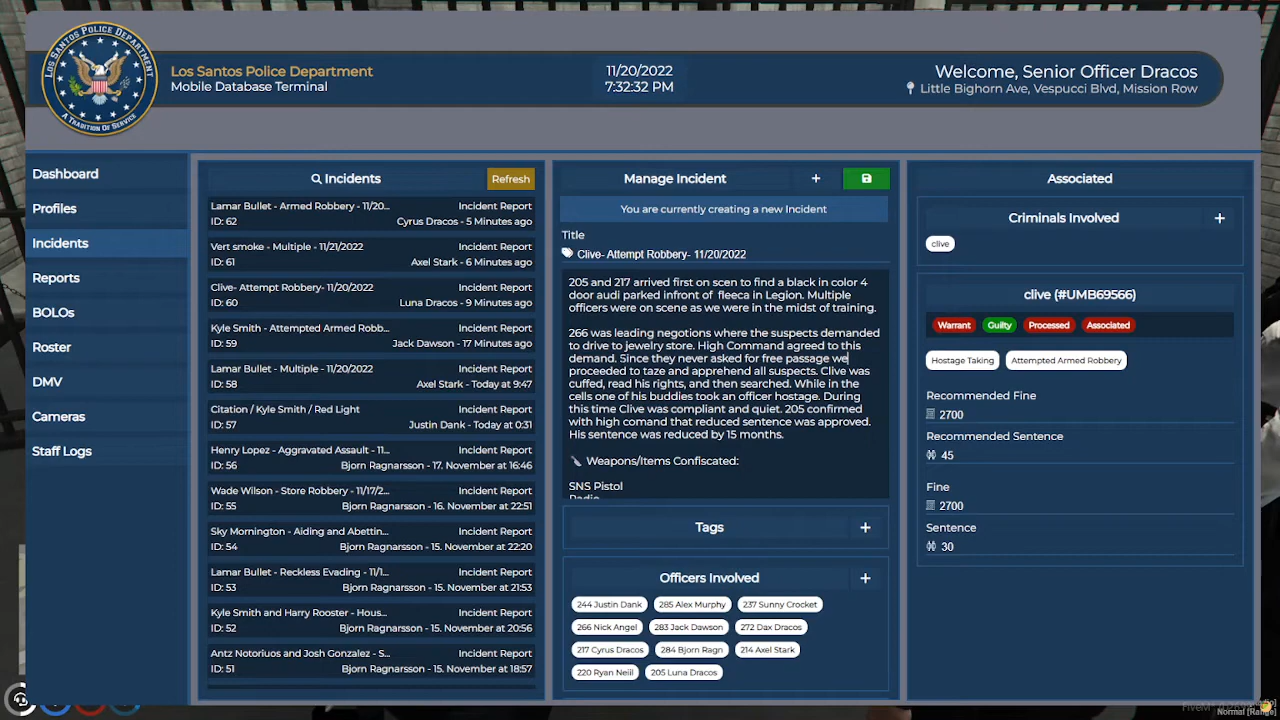 LOS SANTOS POLICE DEPARTMENT
A TRADITION OF SERVICE
Los Santos Police Department
Mobile Database Terminal
11/20/2022
7:32:32 PM
Welcome, Senior Officer Dracos
Little Bighorn Ave, Vespucci Blvd, Mission Row
Dashboard
Profiles
Incidents
Reports
BOLOs
Roster
DMV
Cameras
Staff Logs
Incidents Refresh
Lamar Bullet - Armed Robbery - 11/20... Incident Report
ID: 62 Cyrus Dracos - 5 Minutes ago
Vert smoke - Multiple - 11/21/2022 Incident Report
ID: 61 Axel Stark - 6 Minutes ago
Clive- Attempt Robbery- 11/20/2022 Incident Report
ID: 60 Luna Dracos - 9 Minutes ago
Kyle Smith - Attempted Armed Robb... Incident Report
ID: 59 Jack Dawson - 17 Minutes ago
Lamar Bullet - Multiple - 11/20/2022 Incident Report
ID: 58 Axel Stark - Today at 9:47
Citation / Kyle Smith / Red Light Incident Report
ID: 57 Justin Dank - Today at 0:31
Henry Lopez - Aggravated Assault - 11... Incident Report
ID: 56 Bjorn Ragnarsson - 17. November at 16:46
Wade Wilson - Store Robbery - 11/17/2... Incident Report
ID: 55 Bjorn Ragnarsson - 16. November at 22:51
Sky Mornington - Aiding and Abettin... Incident Report
ID: 54 Bjorn Ragnarsson - 15. November at 22:20
Lamar Bullet - Reckless Evading - 11/1... Incident Report
ID: 53 Bjorn Ragnarsson - 15. November at 21:53
Kyle Smith and Harry Rooster - Hous... Incident Report
ID: 52 Bjorn Ragnarsson - 15. November at 20:56
Antz Notoriuos and Josh Gonzalez - S... Incident Report
ID: 51 Bjorn Ragnarsson - 15. November at 18:57
Manage Incident +
You are currently creating a new Incident
Title
Clive- Attempt Robbery- 11/20/2022
205 and 217 arrived first on scen to find a black in color 4
door audi parked infront of fleeca in Legion. Multiple
officers were on scene as we were in the midst of training.
266 was leading negotions where the suspects demanded
to drive to jewelry store. High Command agreed to this
demand. Since they never asked for free passage we
proceeded to taze and apprehend all suspects. Clive was
cuffed, read his rights, and then searched. While in the
cells one of his buddies took an officer hostage. During
this time Clive was compliant and quiet. 205 confirmed
with high comand that reduced sentence was approved.
His sentence was reduced by 15 months.
Weapons/Items Confiscated:
SNS Pistol
Radio
Tags +
Officers Involved +
244 Justin Dank 285 Alex Murphy 237 Sunny Crocket
266 Nick Angel 283 Jack Dawson 272 Dax Dracos
217 Cyrus Dracos 284 Bjorn Ragn 214 Axel Stark
220 Ryan Neill 205 Luna Dracos
Associated
Criminals Involved +
clive
clive (#UMB69566)
Warrant Guilty Processed Associated
Hostage Taking Attempted Armed Robbery
Recommended Fine
2700
Recommended Sentence
45
Fine
2700
Sentence
30
Normal [Range]